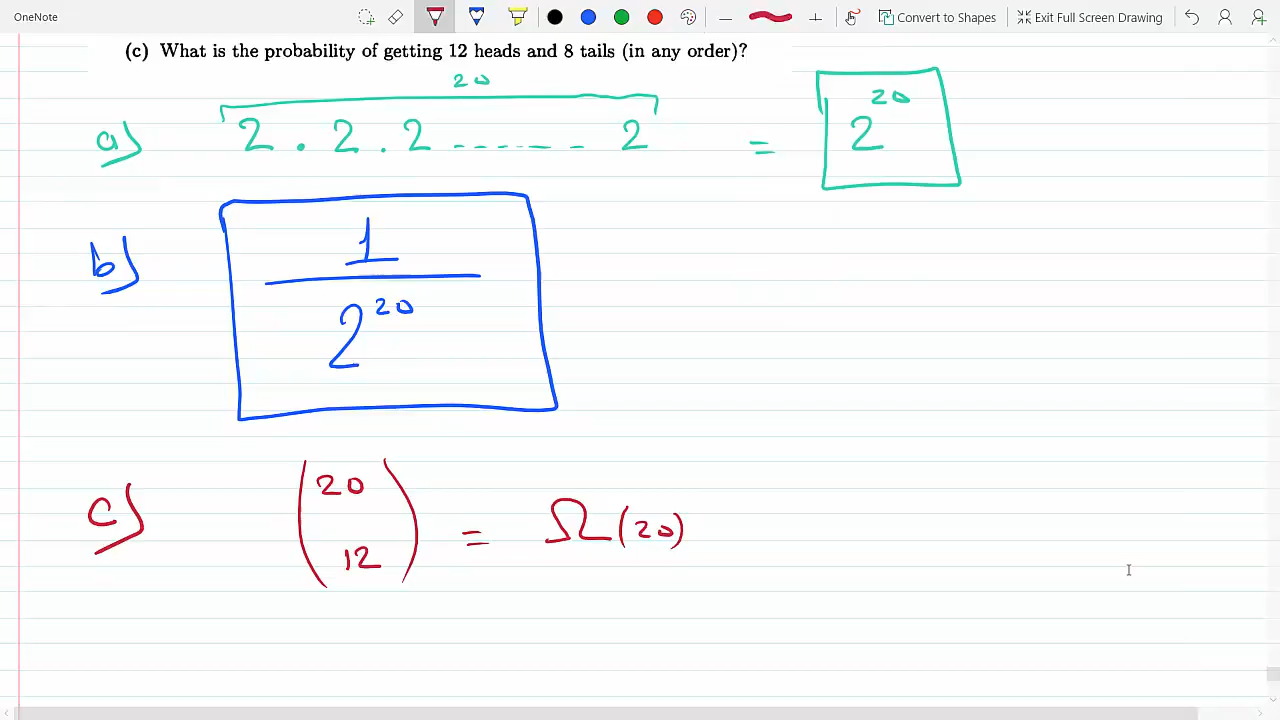 OneNote
Convert to Shapes
Exit Full Screen Drawing
(c) What is the probability of getting 12 heads and 8 tails (in any order)?
20
a) 2 . 2 . 2 ------- 2 = 2^20
b) 1
2^20
c) (20
12) = Ω(20)